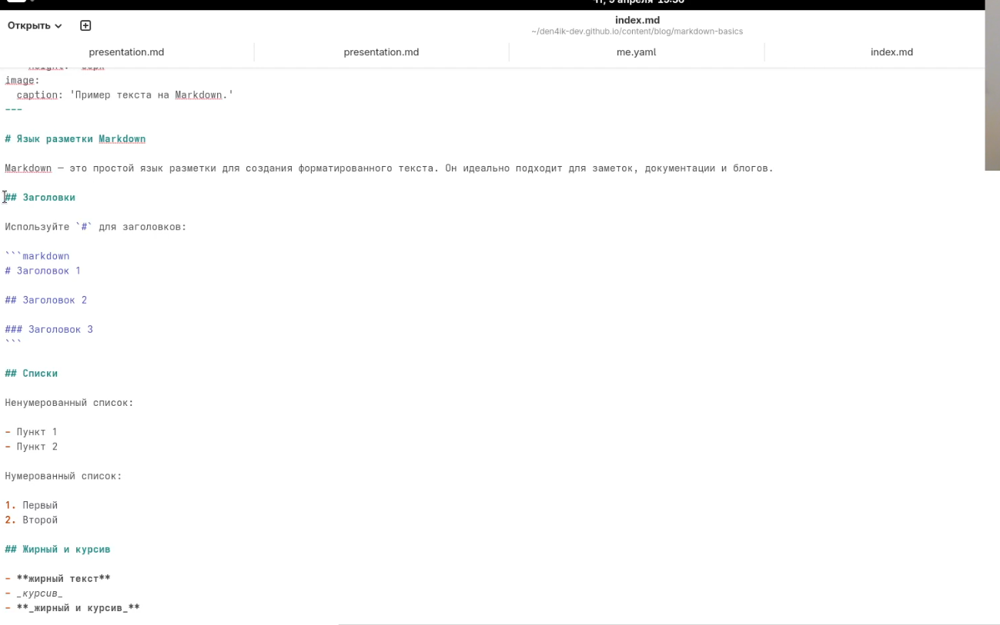 Открыть
index.md
~/den4ik-dev.github.io/content/blog/markdown-basics
presentation.md
presentation.md
me.yaml
index.md
image:
caption: 'Пример текста на Markdown.'
---
# Язык разметки Markdown
Markdown — это простой язык разметки для создания форматированного текста. Он идеально подходит для заметок, документации и блогов.
## Заголовки
Используйте `#` для заголовков:
```markdown
# Заголовок 1
## Заголовок 2
### Заголовок 3
```
## Списки
Ненумерованный список:
- Пункт 1
- Пункт 2
Нумерованный список:
1. Первый
2. Второй
## Жирный и курсив
- **жирный текст**
- _курсив_
- **_жирный и курсив_**